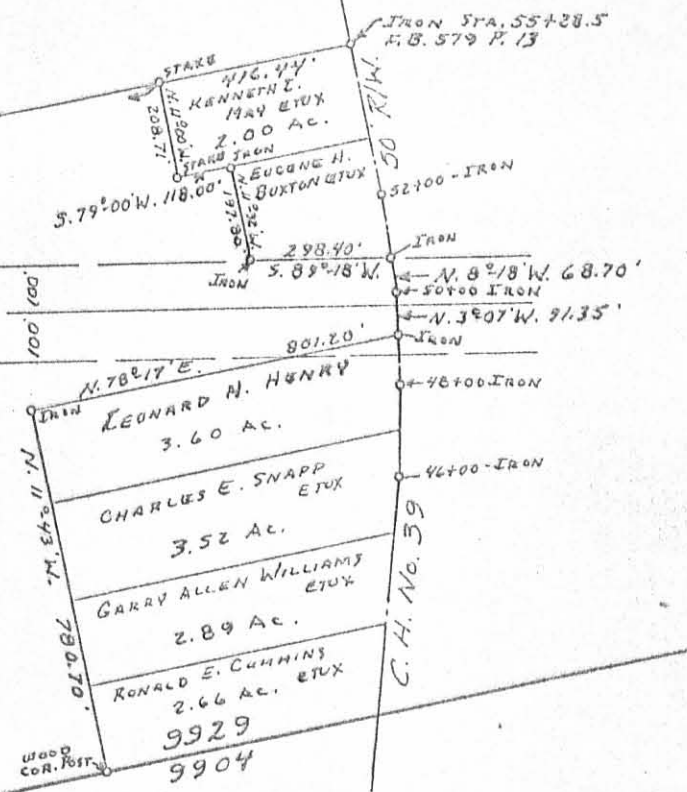 IRON STA. 55+28.5
F.B. 579 P. 13
STAKE
416.44'
KENNETH E.
MAY ETUX
2.00 AC.
N. 11°00' W.
208.71
50' R/W.
STAKE IRON
EUGENE H.
BUXTON ETUX
S. 79°00' W. 118.00'
N. 11°32' W.
197.80
52+00 - IRON
298.40'
S. 89°18' W.
IRON
IRON
N. 8°18' W. 68.70'
50+00 IRON
N. 3°07' W. 91.35'
IRON
100' 100'
801.20'
N. 78°17' E.
IRON
LEONARD N. HENRY
3.60 AC.
48+00 IRON
46+00 - IRON
CHARLES E. SNAPP
ETUX
3.52 AC.
N. 11°43' W. 780.70'
GARRY ALLEN WILLIAMS
ETUX
2.89 AC.
C. H. NO. 39
RONALD E. CUMMINS
ETUX
2.66 AC.
9929
9904
WOOD
COR. POST